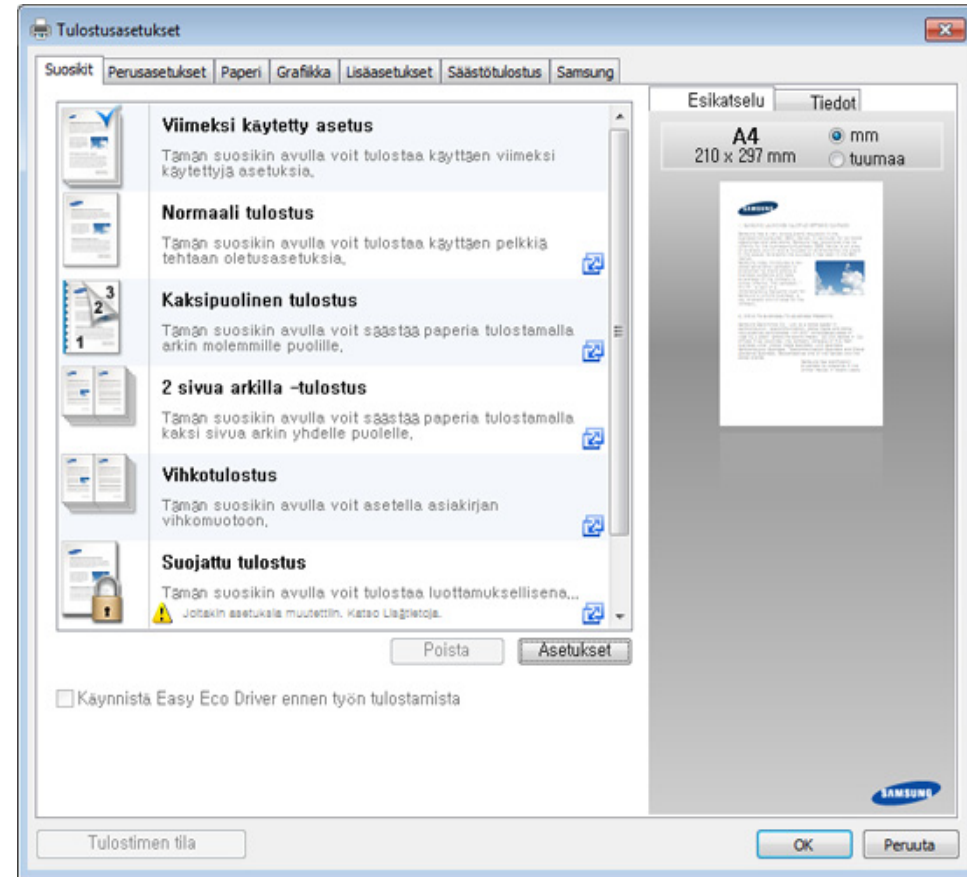 Tulostusasetukset
Suosikit Perusasetukset Paperi Grafiikka Lisäasetukset Säästötulostus Samsung
Viimeksi käytetty asetus
Tämän suosikin avulla voit tulostaa käyttäen viimeksi
käytettyjä asetuksia.
Normaali tulostus
Tämän suosikin avulla voit tulostaa käyttäen pelkkiä
tehtaan oletusasetuksia.
3
2
1
Kaksipuolinen tulostus
Tämän suosikin avulla voit säästää paperia tulostamalla
arkin molemmille puolille.
2 sivua arkilla -tulostus
Tämän suosikin avulla voit säästää paperia tulostamalla
kaksi sivua arkin yhdelle puolelle.
Vihkotulostus
Tämän suosikin avulla voit asetella asiakirjan
vihkomuotoon.
Suojattu tulostus
Tämän suosikin avulla voit tulostaa luottamuksellisena...
Joitakin asetuksia muutettiin. Katso Lisätietoja.
Poista Asetukset
Käynnistä Easy Eco Driver ennen työn tulostamista
Esikatselu Tiedot
A4 mm
210 x 297 mm tuumaa
SAMSUNG
SAMSUNG
Tulostimen tila OK Peruuta